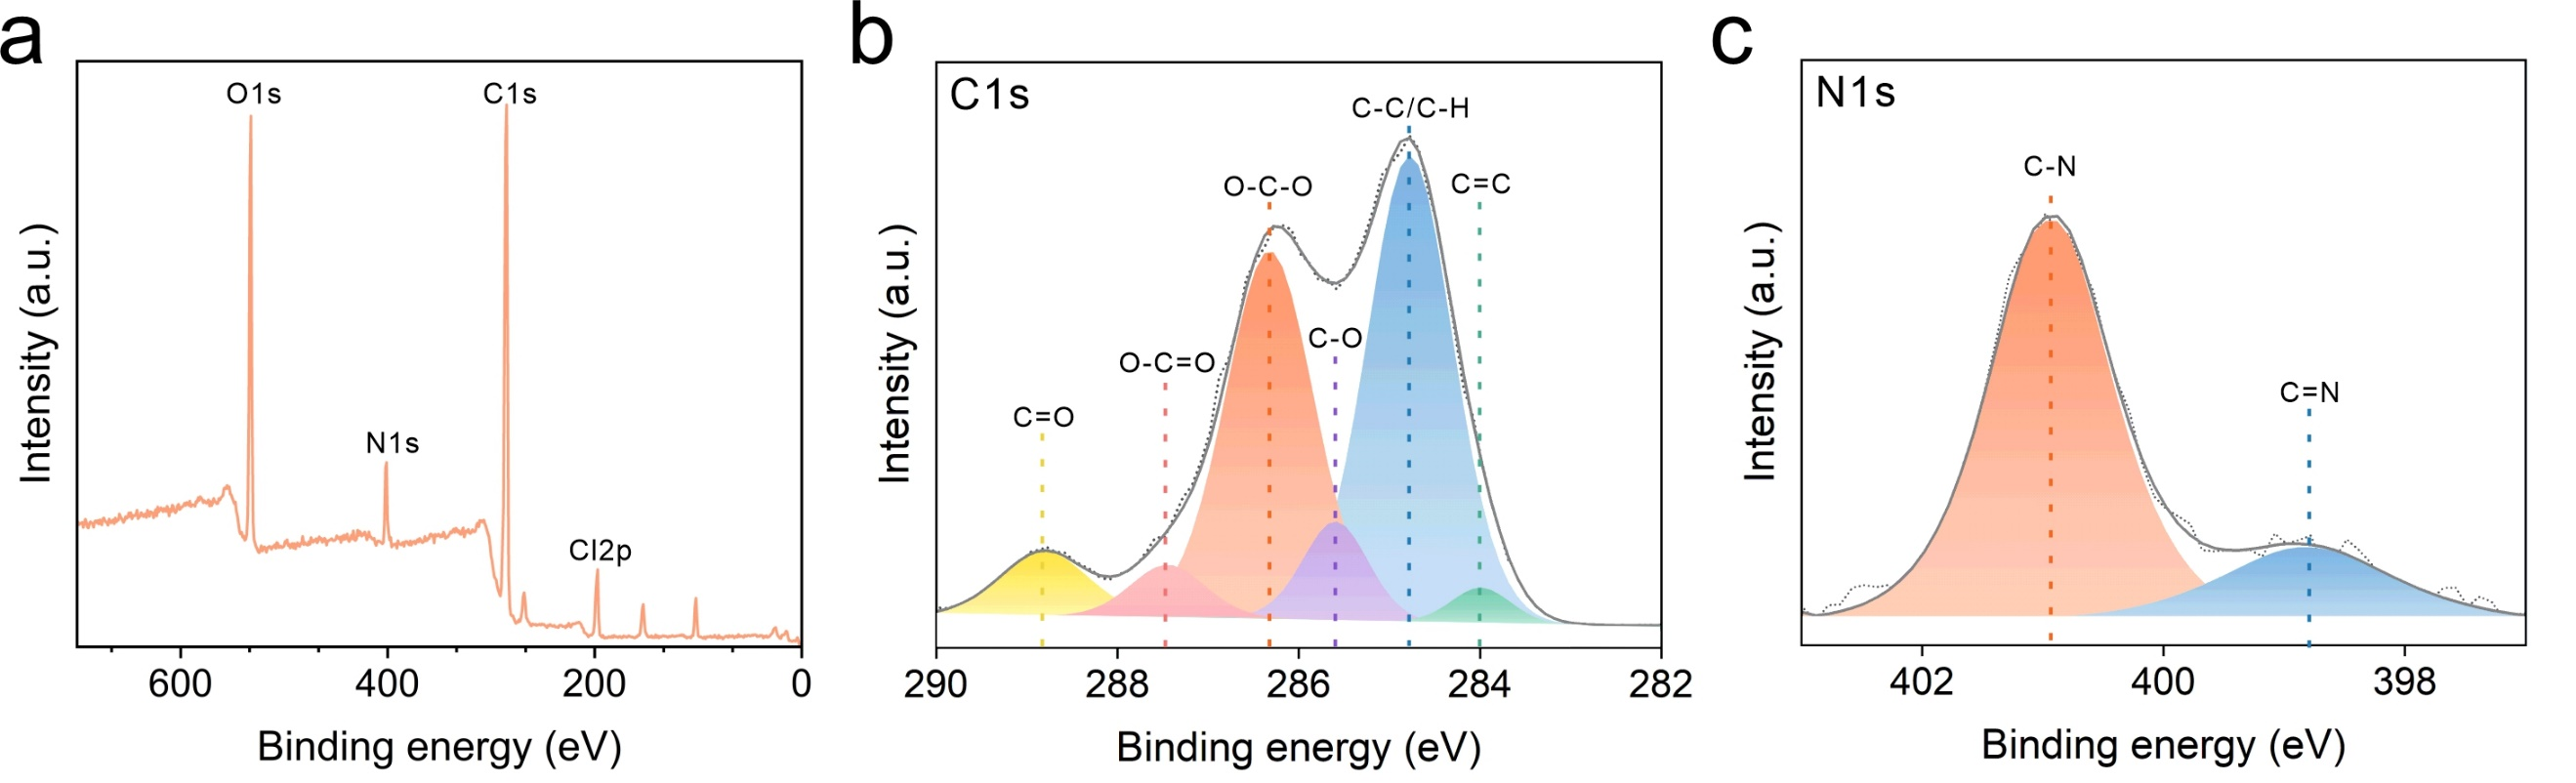 a
O1s
C1s
N1s
Cl2p
Intensity (a.u.)
600 400 200 0
Binding energy (eV)
b
C1s
C-C/C-H
O-C-O
C=C
C-O
O-C=O
C=O
Intensity (a.u.)
290 288 286 284 282
Binding energy (eV)
c
N1s
C-N
C=N
Intensity (a.u.)
402 400 398
Binding energy (eV)